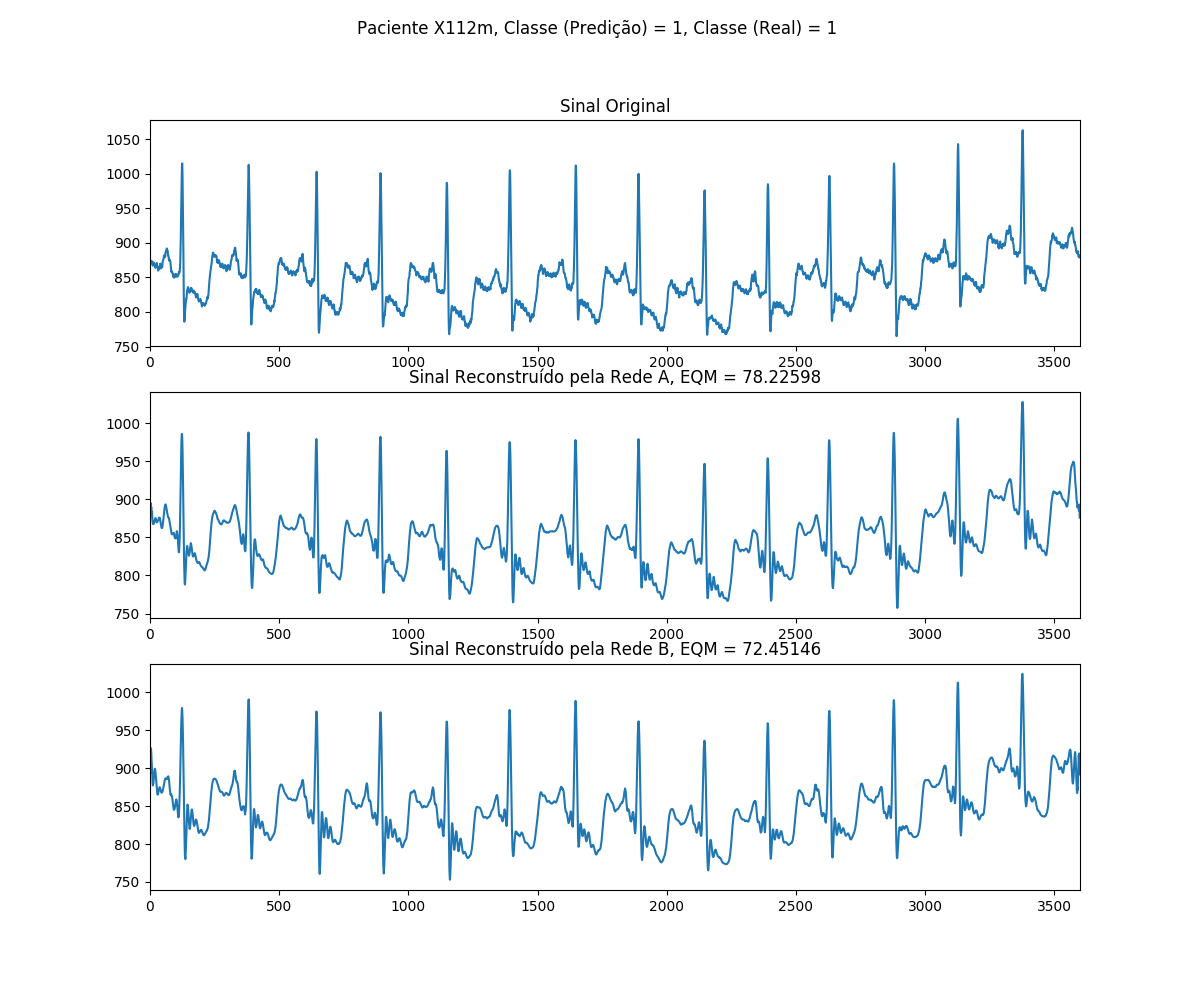 Paciente X112m, Classe (Predição) = 1, Classe (Real) = 1
Sinal Original
1050
1000
950
900
850
800
750
0 500 1000 1500 2000 2500 3000 3500
Sinal Reconstruído pela Rede A, EQM = 78.22598
1000
950
900
850
800
750
0 500 1000 1500 2000 2500 3000 3500
Sinal Reconstruído pela Rede B, EQM = 72.45146
1000
950
900
850
800
750
0 500 1000 1500 2000 2500 3000 3500